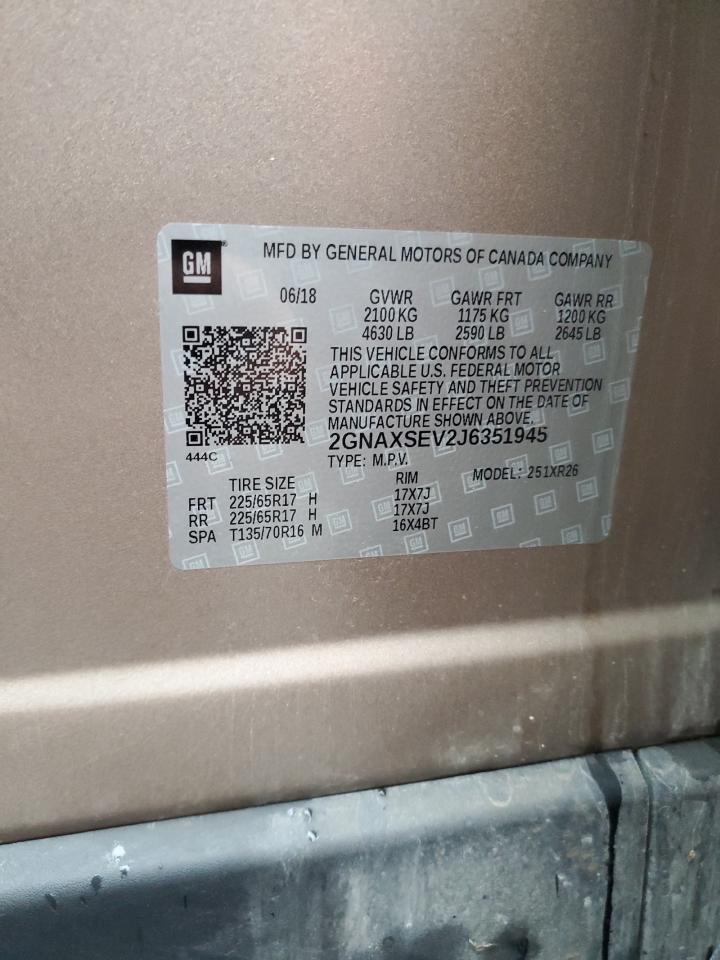 GM
MFD BY GENERAL MOTORS OF CANADA COMPANY
06/18 GVWR GAWR FRT GAWR RR
2100 KG 1175 KG 1200 KG
4630 LB 2590 LB 2645 LB
THIS VEHICLE CONFORMS TO ALL
APPLICABLE U.S. FEDERAL MOTOR
VEHICLE SAFETY AND THEFT PREVENTION
STANDARDS IN EFFECT ON THE DATE OF
MANUFACTURE SHOWN ABOVE.
2GNAXSEV2J6351945
444C
TYPE: M.P.V. MODEL: 251XR26
TIRE SIZE RIM
FRT 225/65R17 H 17X7J
RR 225/65R17 H 17X7J
SPA T135/70R16 M 16X4BT